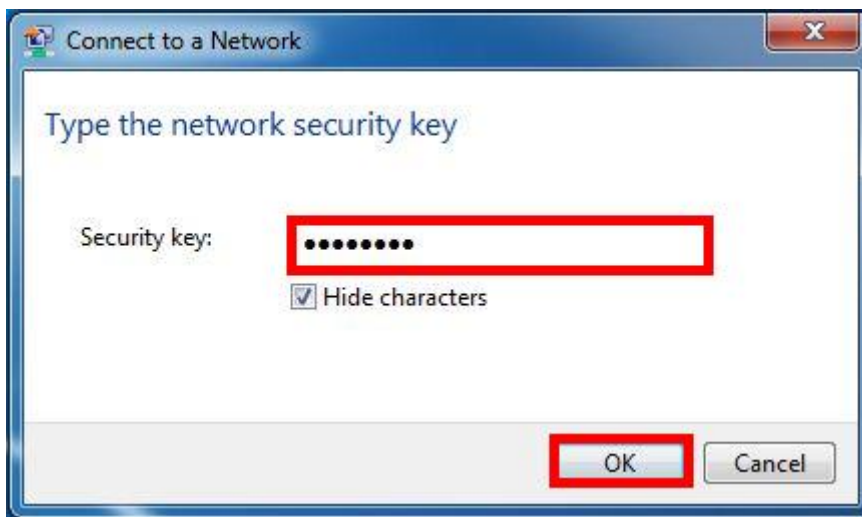 Connect to a Network
Type the network security key
Security key: ••••••••
Hide characters
OK Cancel